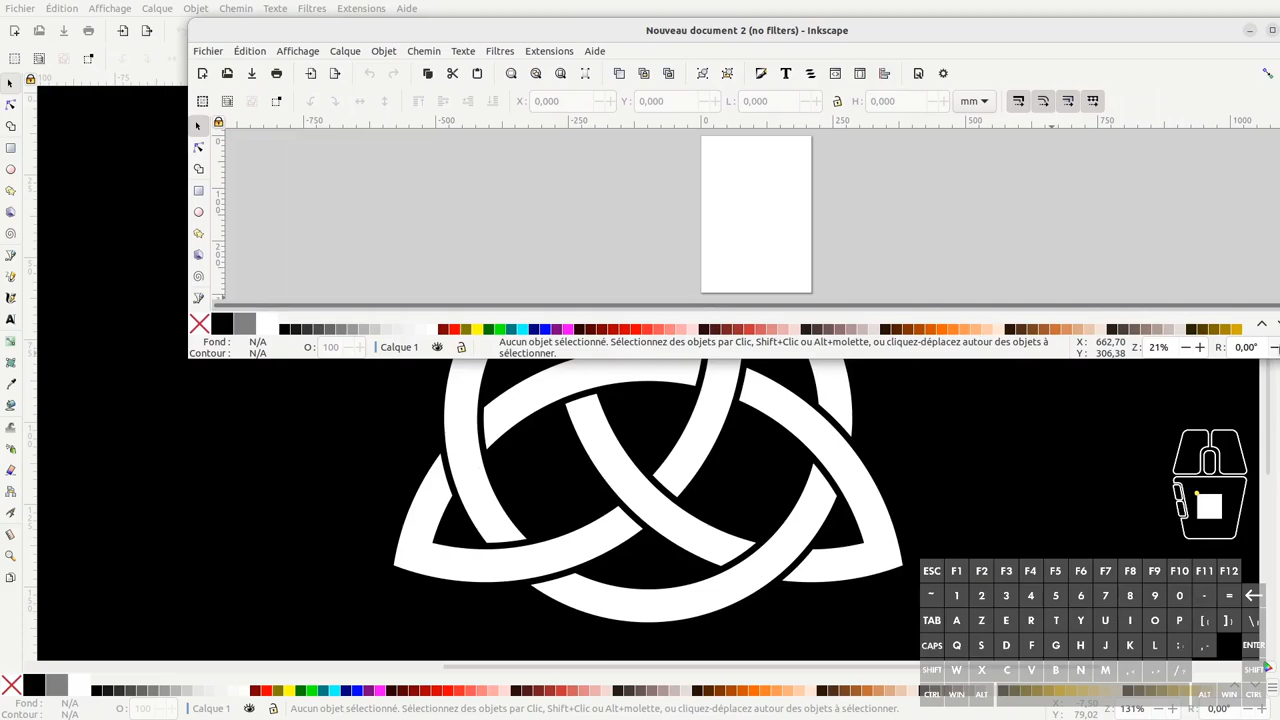 Fichier Édition Affichage Calque Objet Chemin Texte Filtres Extensions Aide
Nouveau document 2 (no filters) - Inkscape
Fichier Édition Affichage Calque Objet Chemin Texte Filtres Extensions Aide
X: 0,000 Y: 0,000 L: 0,000 H: 0,000 mm
100 -75
-750 -500 -250 0 250 500 750 1000
0
100
200
Fond : N/A
Contour : N/A
O: 100
Calque 1
Aucun objet sélectionné. Sélectionnez des objets par Clic, Shift+Clic ou Alt+molette, ou cliquez-déplacez autour des objets à
sélectionner.
X: 662,70
Y: 306,38
Z: 21%
R: 0,00°
ESC F1 F2 F3 F4 F5 F6 F7 F8 F9 F10 F11 F12
~ 1 2 3 4 5 6 7 8 9 0 - =
TAB A Z E R T Y U I O P [{ ]} \
CAPS Q S D F G H J K L ; , ENTER
SHIFT W X C V B N M SHIFT
CTRL WIN ALT ALT WIN CTRL
Fond : N/A
Contour : N/A
O: 100
Calque 1
Aucun objet sélectionné. Sélectionnez des objets par Clic, Shift+Clic ou Alt+molette, ou cliquez-déplacez autour des objets à sélectionner.
X: -7,50
Y: 79,02
Z: 131%
R: 0,00°